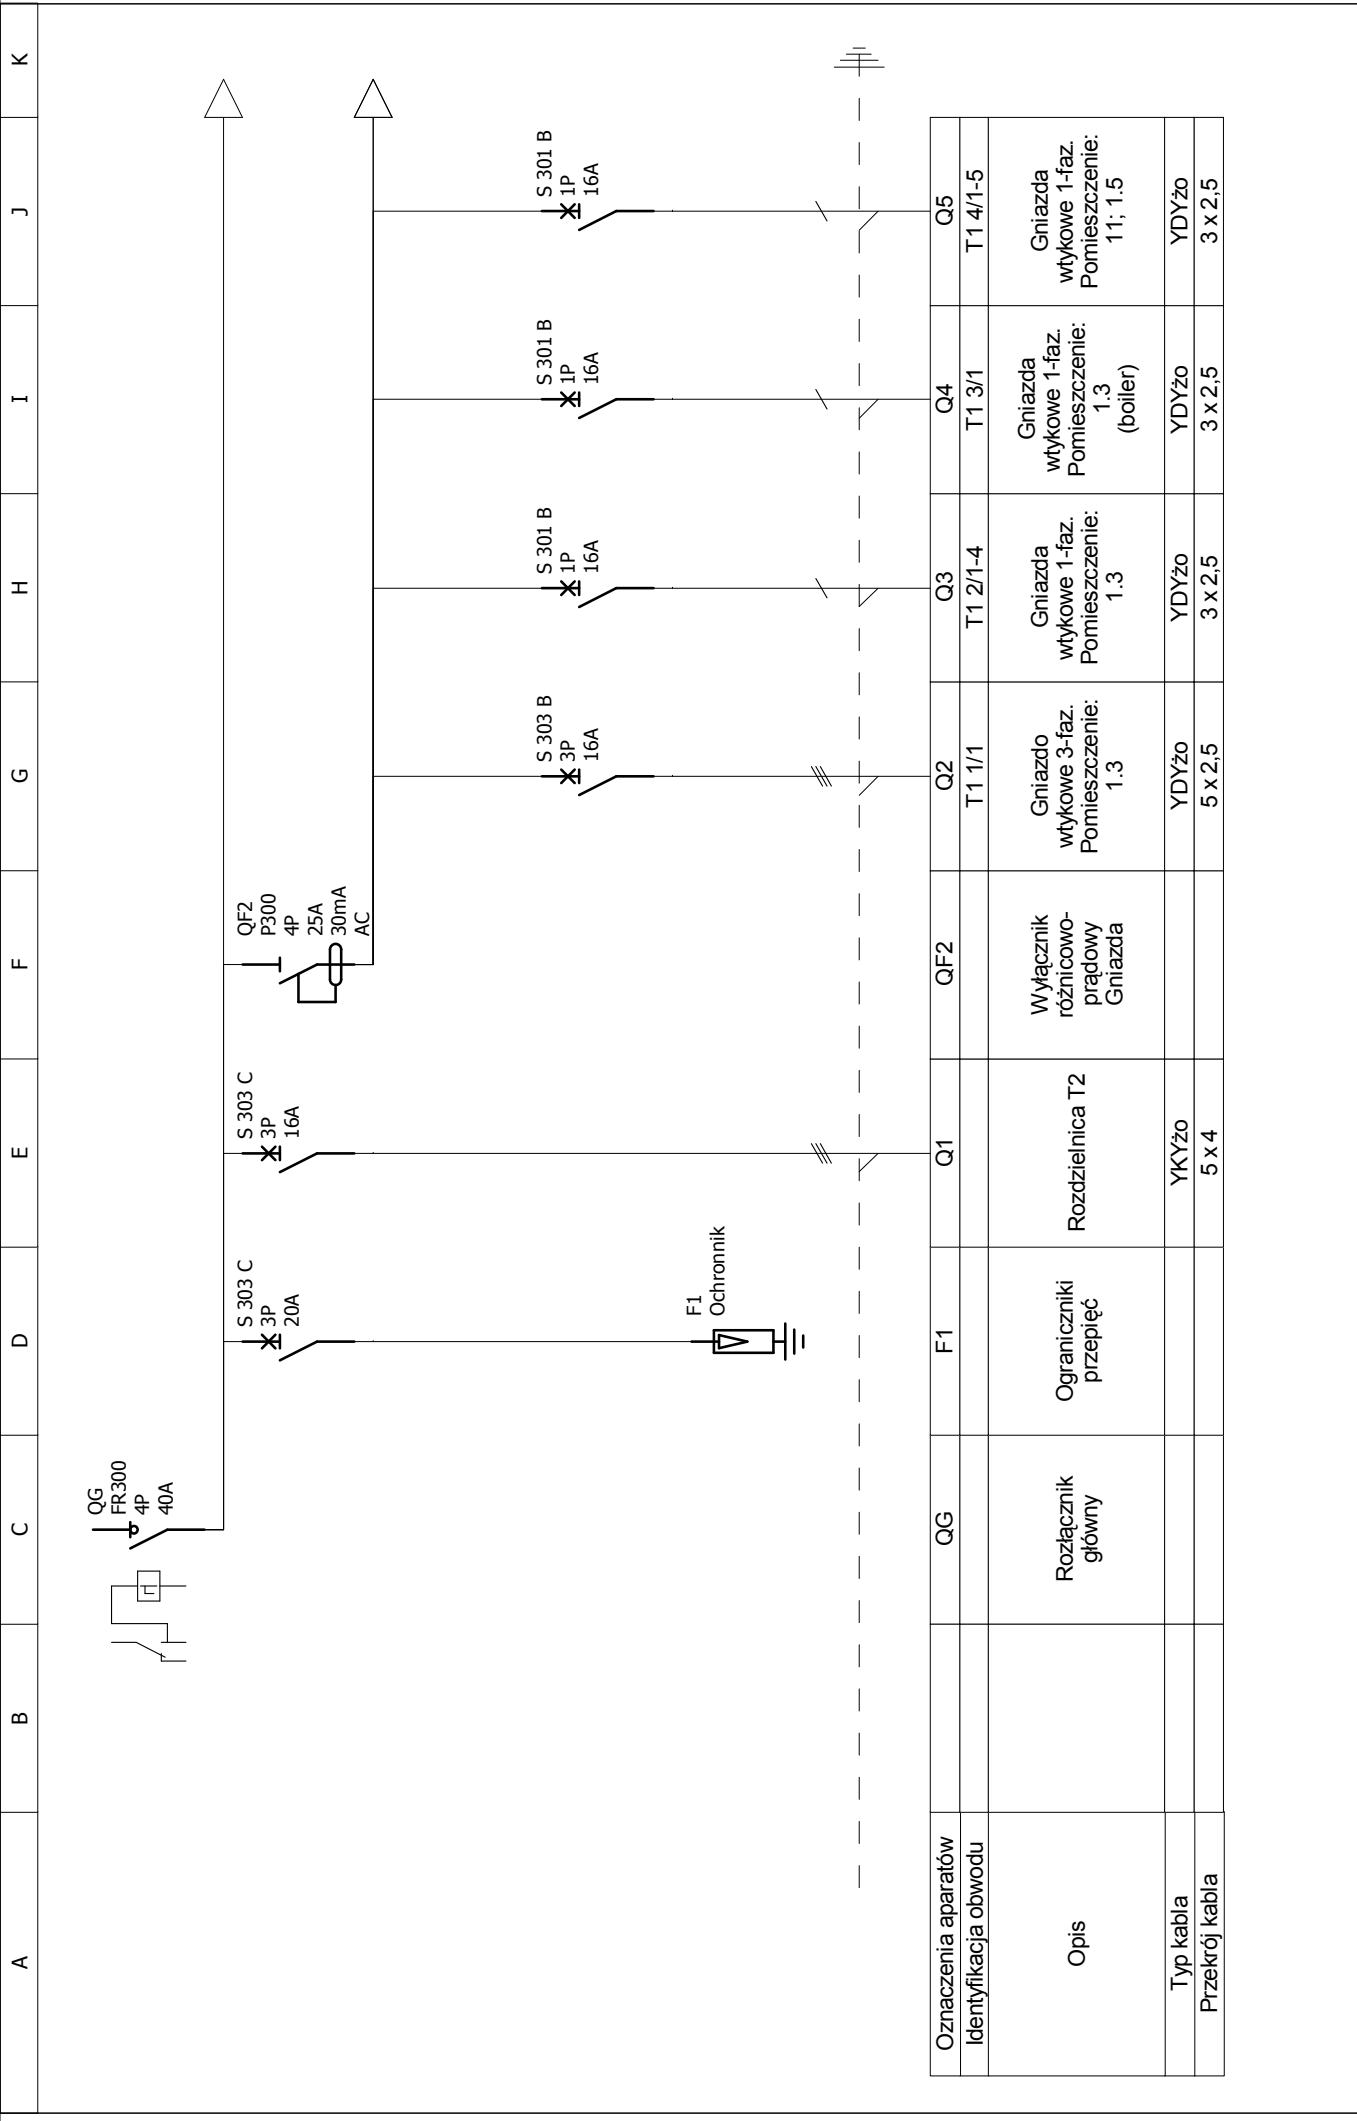 A
B
C
D
E
F
G
H
I
J
K
QG
FR300
4P
40A
S 303 C
3P
20A
F1
Ochronnik
S 303 C
3P
16A
QF2
P300
4P
25A
30mA
AC
S 303 B
3P
16A
S 301 B
1P
16A
S 301 B
1P
16A
S 301 B
1P
16A
Oznaczenia aparatów
QG
F1
Q1
QF2
Q2
Q3
Q4
Q5
Identyfikacja obwodu
T1 1/1
T1 2/1-4
T1 3/1
T1 4/1-5
Opis
Rozłącznik
główny
Ograniczniki
przepięć
Rozdzielnica T2
Wyłącznik
różnicowo-
prądowy
Gniazda
Gniazdo
wtykowe 3-faz.
Pomieszczenie:
1.3
Gniazda
wtykowe 1-faz.
Pomieszczenie:
1.3
Gniazda
wtykowe 1-faz.
Pomieszczenie:
1.3
(boiler)
Gniazda
wtykowe 1-faz.
Pomieszczenie:
11; 1.5
Typ kabla
YKYżo
YDYżo
YDYżo
YDYżo
YDYżo
Przekrój kabla
5 x 4
5 x 2,5
3 x 2,5
3 x 2,5
3 x 2,5